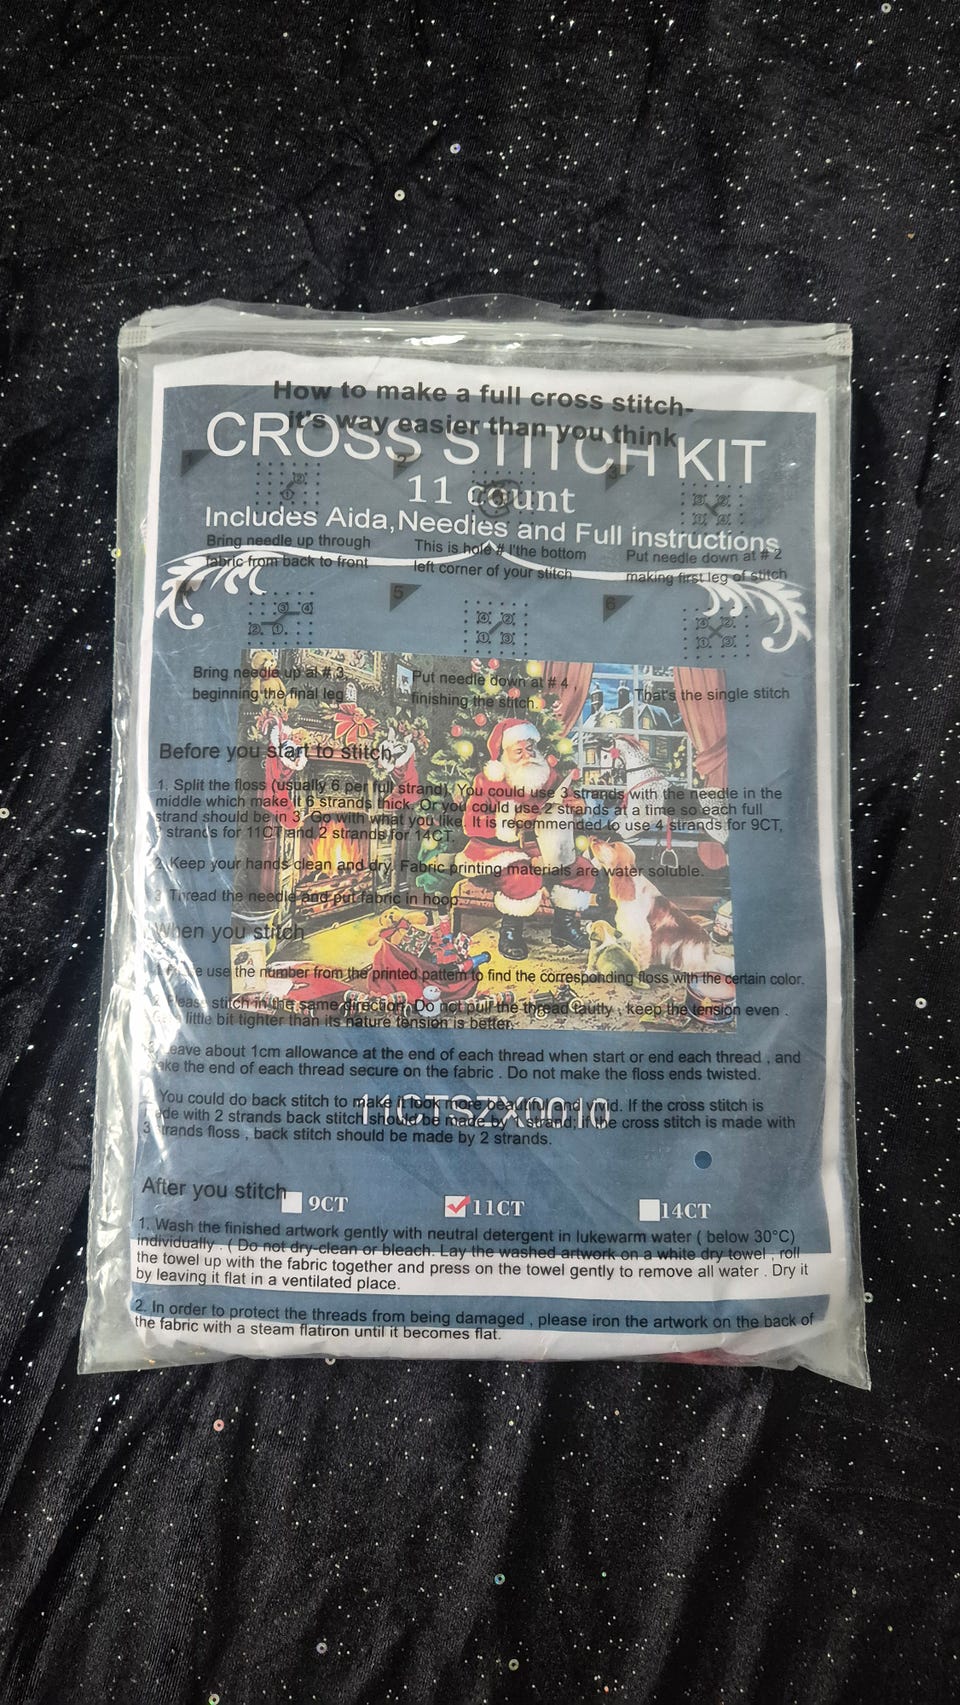 How to make a full cross stitch-
it's way easier than you think
CROSS STITCH KIT
11 count
Includes Aida,Needles and Full instructions
2
3
Bring needle up through
fabric from back to front
This is hole # I'the bottom
left corner of your stitch
Put needle down at # 2
making first leg of stitch
5
6
Bring needle up at # 3,
beginning the final leg
Put needle down at # 4 ,
finishing the stitch.
That's the single stitch
Before you start to stitch
1. Split the floss (usually 6 per full strand). You could use 3 strands with the needle in the
middle which make it 6 strands thick. Or you could use 2 strands at a time so each full
strand should be 3. Go with what you like. It is recommended to use 4 strands for 9CT,
strands for 11CT and 2 strands for 14CT.
2. Keep your hands clean and dry. Fabric printing materials are water soluble.
3. Thread the needle and put fabric in hoop
When you stitch
use the number from the printed pattern to find the corresponding floss with the certain color.
2. Please stitch in the same direction. Do not pull the thread tautly , keep the tension even .
little bit tighter than its nature tension is better.
Leave about 1cm allowance at the end of each thread when start or end each thread , and
the end of each thread secure on the fabric . Do not make the floss ends twisted.
You could do back stitch to make it look more beautiful and vivid. If the cross stitch is
with 2 strands back stitch should be made by 1 strand; if the cross stitch is made with
3 strands floss , back stitch should be made by 2 strands.
After you stitch
9CT
11CT
14CT
1. Wash the finished artwork gently with neutral detergent in lukewarm water ( below 30°C)
individually . ( Do not dry-clean or bleach. Lay the washed artwork on a white dry towel , roll
the towel up with the fabric together and press on the towel gently to remove all water . Dry it
by leaving it flat in a ventilated place.
2. In order to protect the threads from being damaged , please iron the artwork on the back of
the fabric with a steam flatiron until it becomes flat.